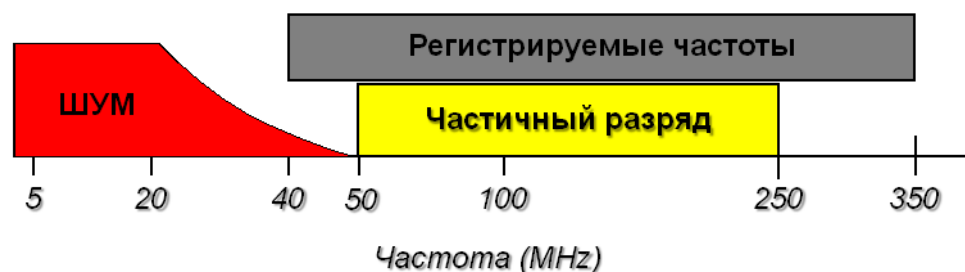 Регистрируемые частоты
ШУМ
Частичный разряд
5 20 40 50 100 250 350
Частота (MHz)